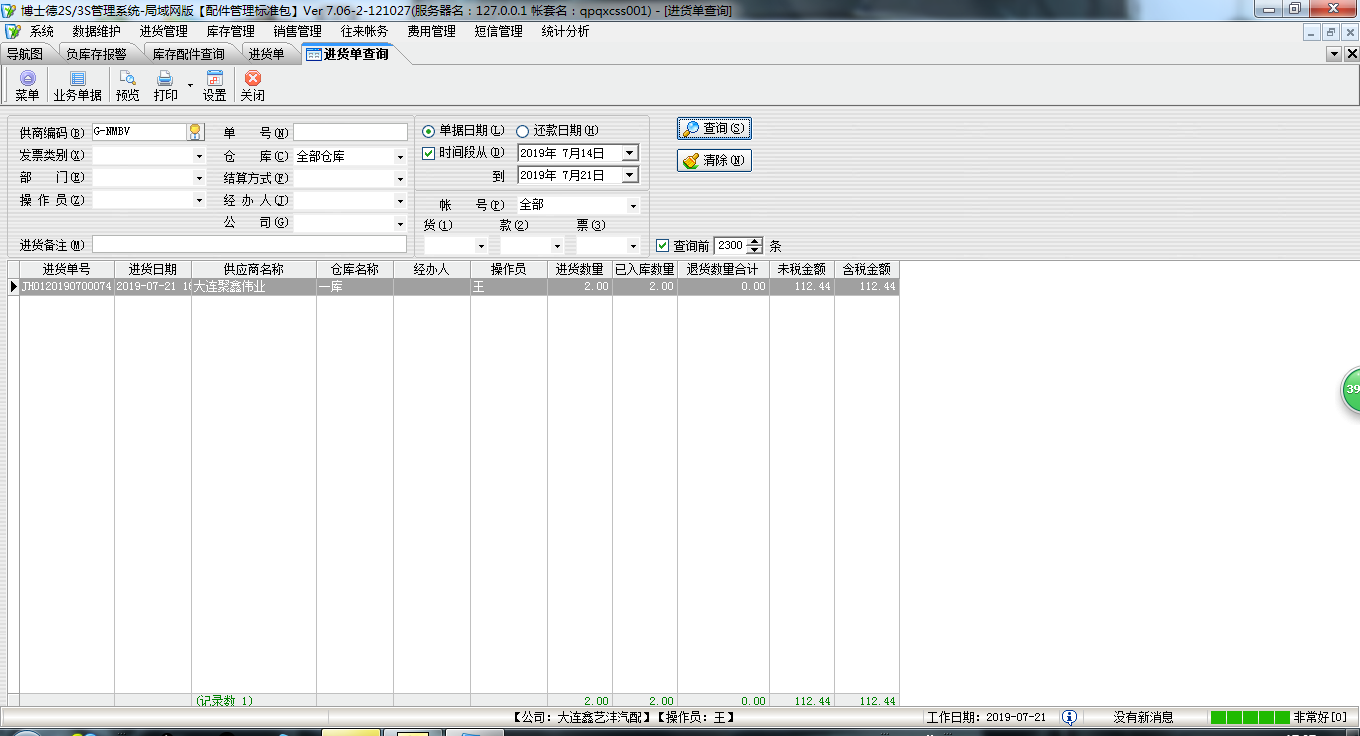 博士德2S/3S管理系统-局域网版【配件管理标准包】Ver 7.06-2-121027(服务器名：127.0.0.1 帐套名：qpqxcss001) - [进货单查询]
系统 数据维护 进货管理 库存管理 销售管理 往来帐务 费用管理 短信管理 统计分析
导航图 负库存报警 库存配件查询 进货单 进货单查询
菜单 业务单据 预览 打印 设置 关闭
供商编码(B) G-NMBV 单 号(N) 单据日期(L) 还款日期(H) 查询(S)
发票类别(X) 仓 库(C) 全部仓库 时间段从(D) 2019年 7月14日 清除(N)
部 门(E) 结算方式(F) 到 2019年 7月21日
操 作 员(Z) 经 办 人(T) 帐 号(P) 全部
公 司(G) 货(1) 款(2) 票(3)
进货备注(M) 查询前 2300 条
进货单号 进货日期 供应商名称 仓库名称 经办人 操作员 进货数量 已入库数量 退货数量合计 未税金额 含税金额
JH0120190700074 2019-07-21 16 大连聚鑫伟业 一库 王 2.00 2.00 0.00 112.44 112.44
39
(记录数 1) 2.00 2.00 0.00 112.44 112.44
【公司：大连鑫艺沣汽配】【操作员：王】 工作日期：2019-07-21 没有新消息 非常好[0]